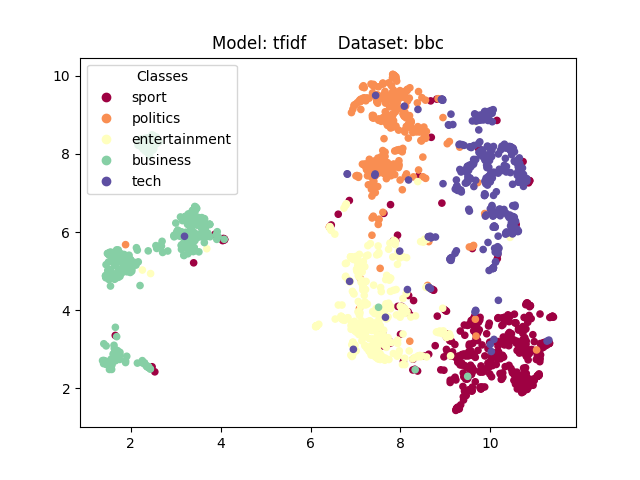 Model: tfidf      Dataset: bbc
Classes
sport
politics
entertainment
business
tech
10
8
6
4
2
2 4 6 8 10